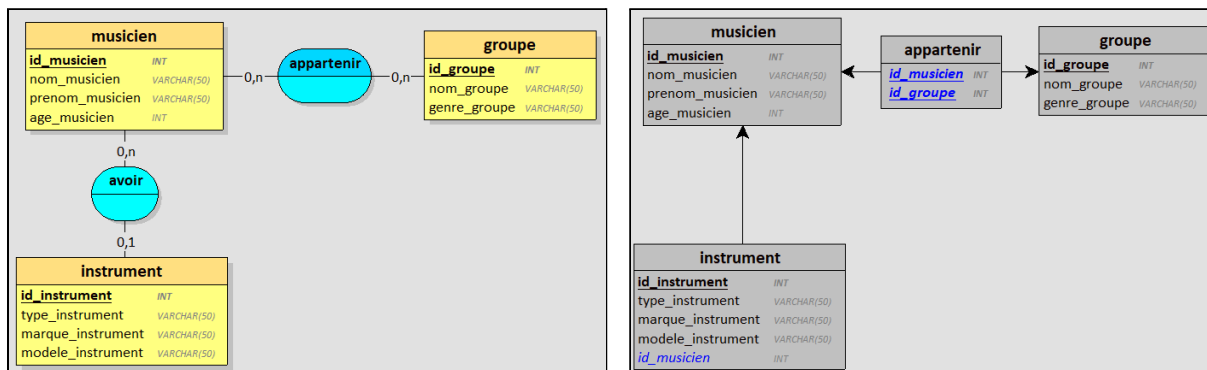 musicien
id_musicien INT
nom_musicien VARCHAR(50)
prenom_musicien VARCHAR(50)
age_musicien INT
0,n
appartenir
0,n
groupe
id_groupe INT
nom_groupe VARCHAR(50)
genre_groupe VARCHAR(50)
0,n
avoir
0,1
instrument
id_instrument INT
type_instrument VARCHAR(50)
marque_instrument VARCHAR(50)
modele_instrument VARCHAR(50)
musicien
id_musicien INT
nom_musicien VARCHAR(50)
prenom_musicien VARCHAR(50)
age_musicien INT
appartenir
id_musicien INT
id_groupe INT
groupe
id_groupe INT
nom_groupe VARCHAR(50)
genre_groupe VARCHAR(50)
instrument
id_instrument INT
type_instrument VARCHAR(50)
marque_instrument VARCHAR(50)
modele_instrument VARCHAR(50)
id_musicien INT